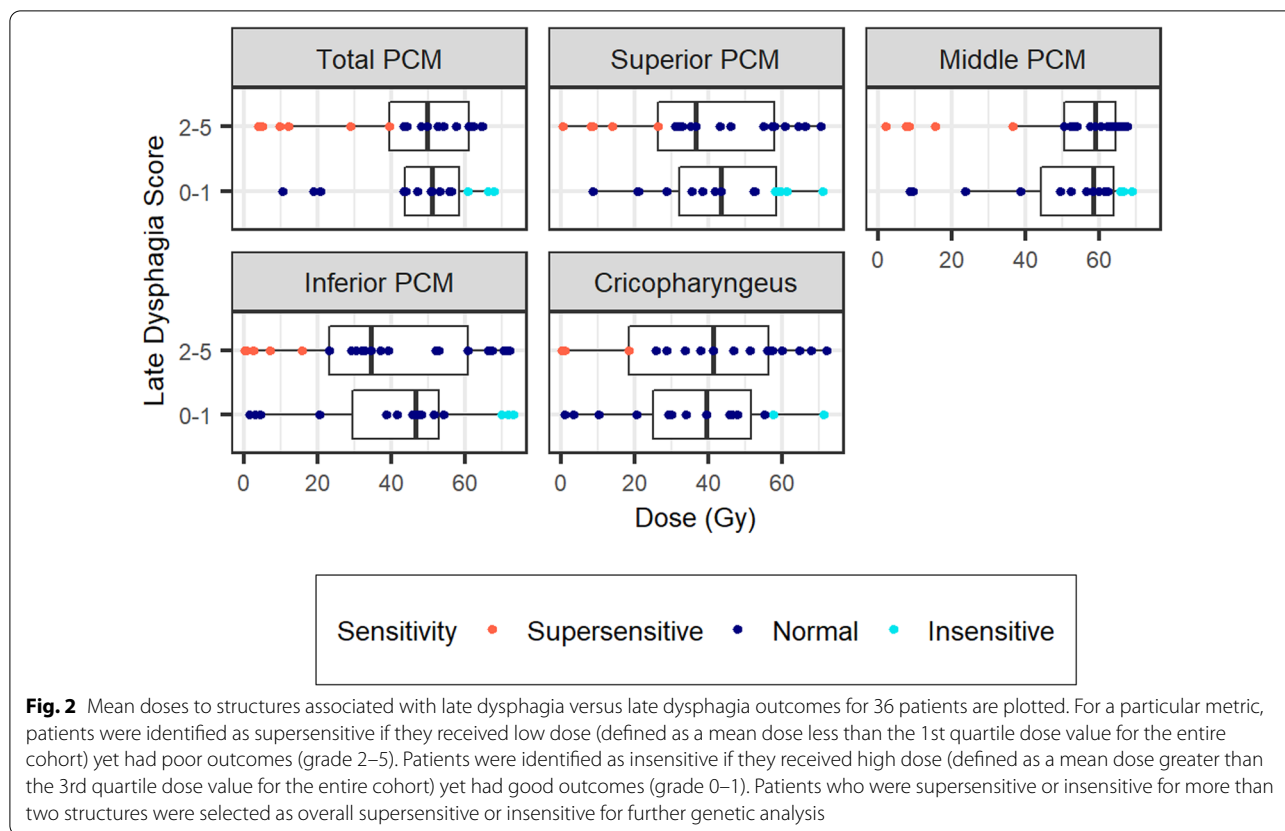 Total PCM
Superior PCM
Middle PCM
2-5
0-1
0 20 40 60
Inferior PCM
Cricopharyngeus
Late Dysphagia Score
2-5
0-1
0 20 40 60
0 20 40 60
Dose (Gy)
Sensitivity Supersensitive Normal Insensitive
Fig. 2 Mean doses to structures associated with late dysphagia versus late dysphagia outcomes for 36 patients are plotted. For a particular metric,
patients were identified as supersensitive if they received low dose (defined as a mean dose less than the 1st quartile dose value for the entire
cohort) yet had poor outcomes (grade 2–5). Patients were identified as insensitive if they received high dose (defined as a mean dose greater than
the 3rd quartile dose value for the entire cohort) yet had good outcomes (grade 0–1). Patients who were supersensitive or insensitive for more than
two structures were selected as overall supersensitive or insensitive for further genetic analysis